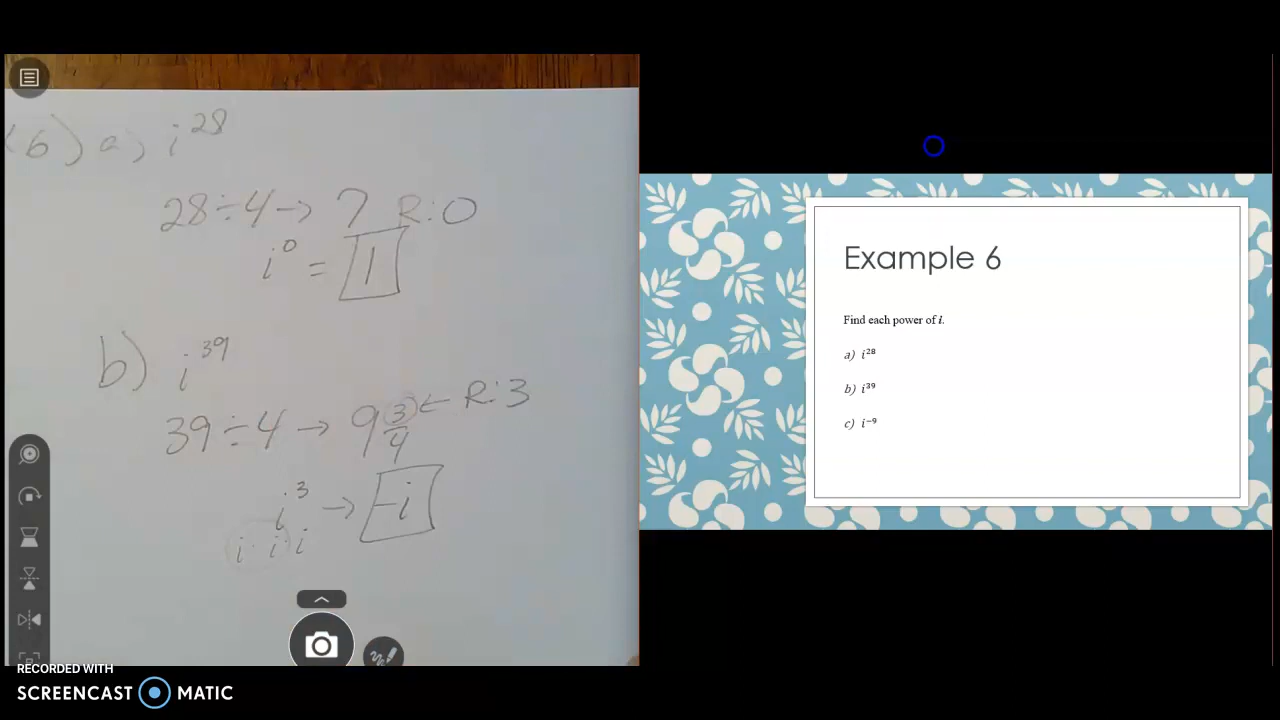 (6) a) i²⁸
28÷4→ 7 R:0
i⁰ = 1
b) i³⁹
39÷4 → 9 3/4 ← R:3
i³ → -i
i·i·i
Example 6
Find each power of i.
a) i²⁸
b) i³⁹
c) i⁻⁹
RECORDED WITH
SCREENCAST MATIC